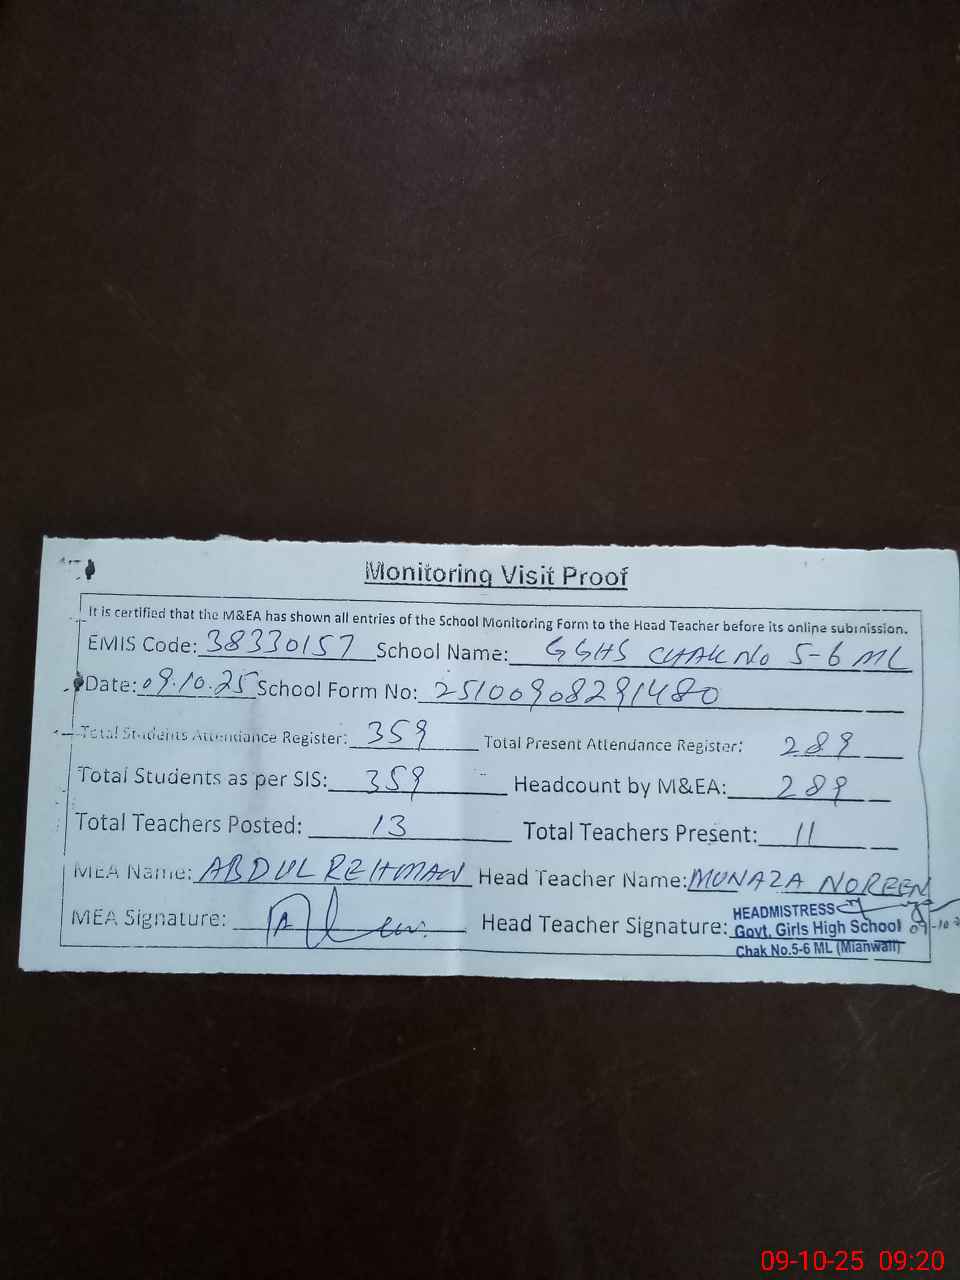 Monitoring Visit Proof
It is certified that the M&EA has shown all entries of the School Monitoring Form to the Head Teacher before its online submission.
EMIS Code: 38330157 School Name: GGHS CHAK No 5-6 ML
Date: 09.10.25 School Form No: 25100908291480
Total Students Attendance Register: 359 Total Present Attendance Register: 289
Total Students as per SIS: 359 Headcount by M&EA: 289
Total Teachers Posted: 13 Total Teachers Present: 11
MEA Name: ABDUL REHMAN Head Teacher Name: MUNAZA NOREEN
MEA Signature: Head Teacher Signature:
HEADMISTRESS
Govt. Girls High School 09-10-
Chak No.5-6 ML (Mianwali)
09-10-25 09:20